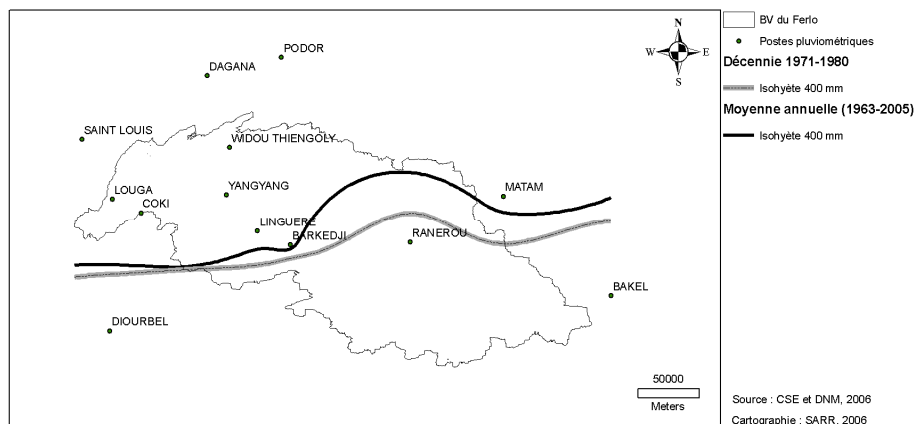 PODOR
DAGANA
SAINT LOUIS
WIDOU THIENGOLY
LOUGA
COKI
YANGYANG
MATAM
LINGUERE
BARKEDJI
RANEROU
BAKEL
DIOURBEL
N
W
E
S
50000
Meters
BV du Ferlo
Postes pluviométriques
Décennie 1971-1980
Isohyète 400 mm
Moyenne annuelle (1963-2005)
Isohyète 400 mm
Source : CSE et DNM, 2006
Cartographie : SARR, 2006